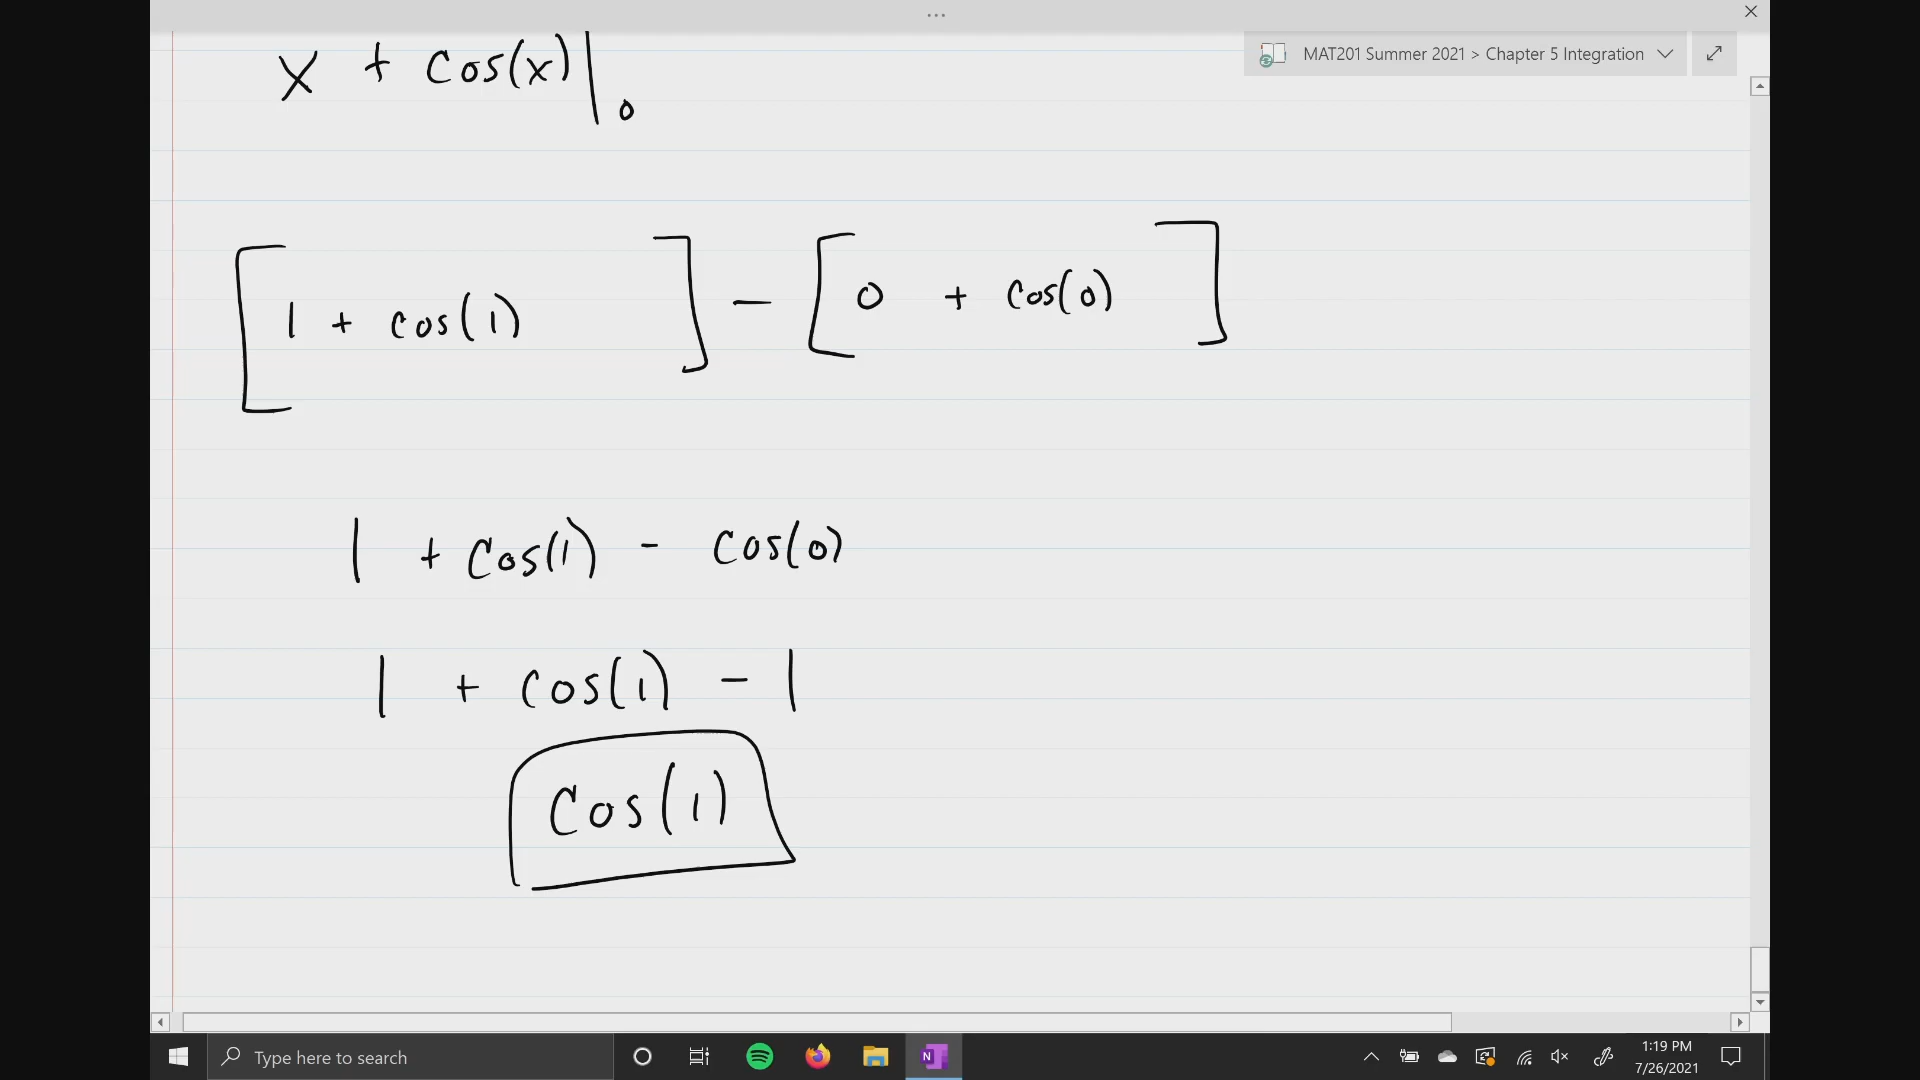 MAT201 Summer 2021 > Chapter 5 Integration
x + cos(x)|₀
[1 + cos(1)] - [0 + cos(0)]
1 + cos(1) - cos(0)
1 + cos(1) - 1
cos(1)
Type here to search
1:19 PM
7/26/2021